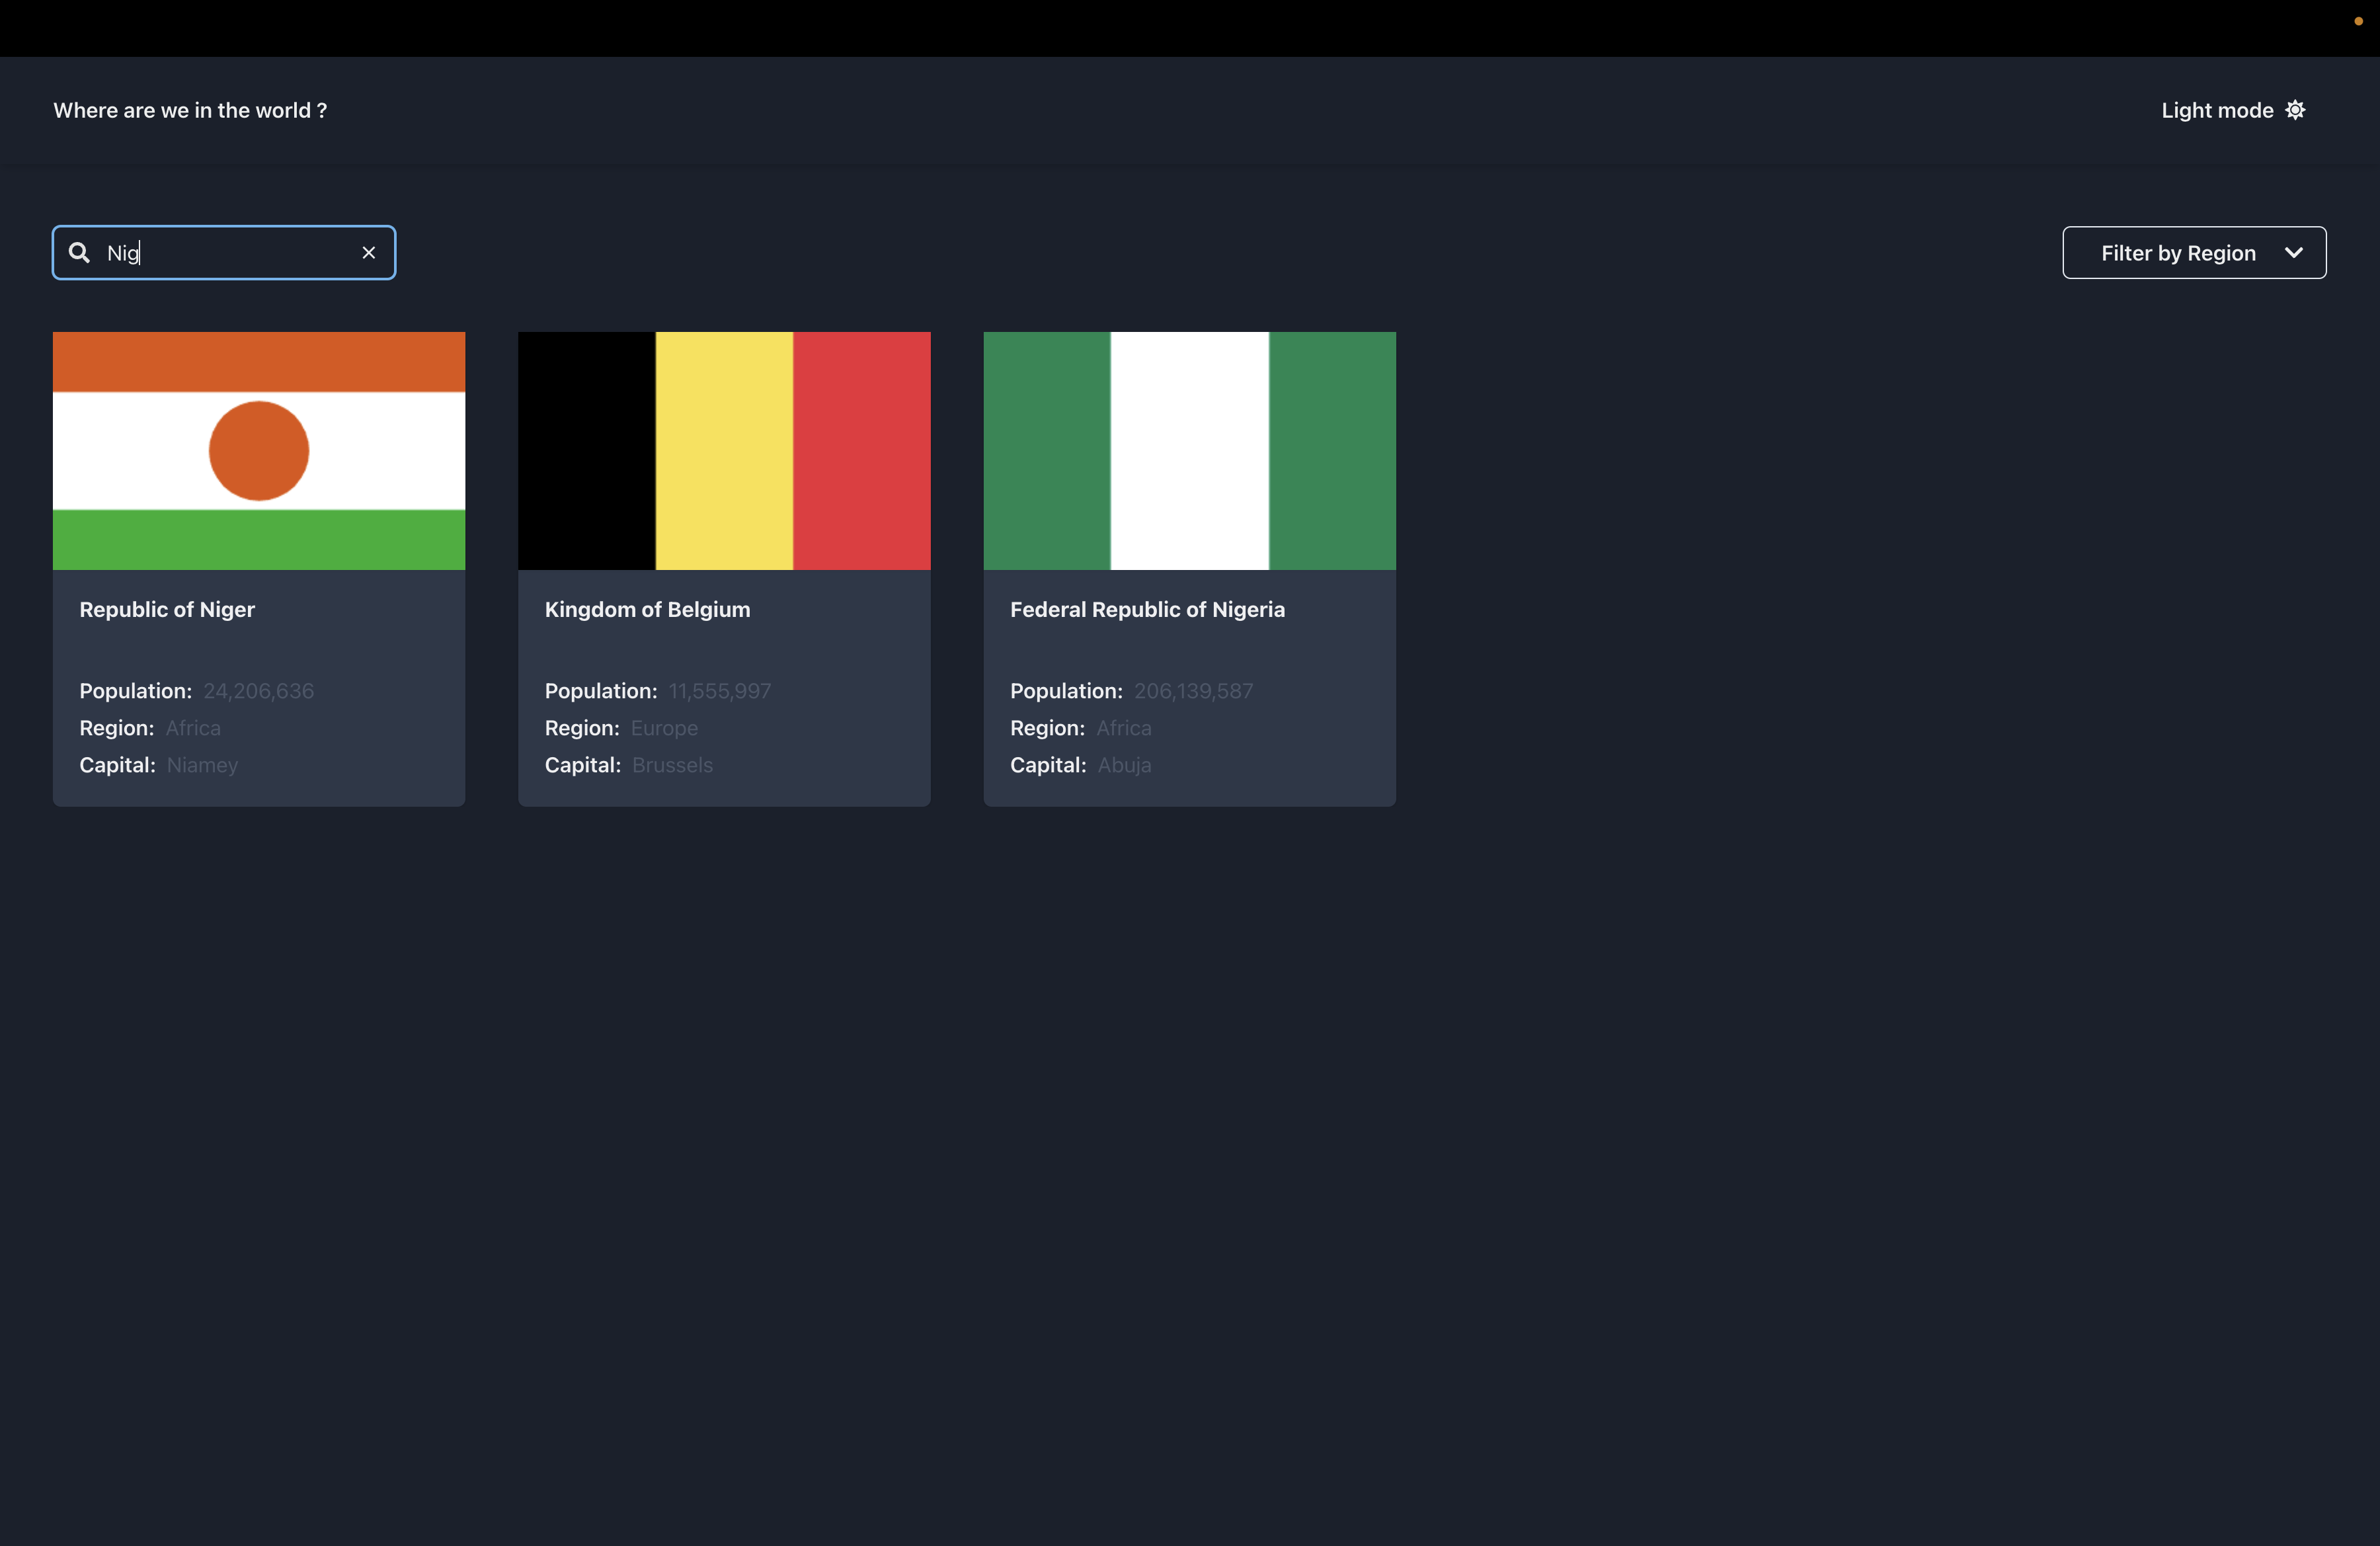 Where are we in the world ?
Light mode
Nig
Filter by Region
Republic of Niger
Population: 24,206,636
Region: Africa
Capital: Niamey
Kingdom of Belgium
Population: 11,555,997
Region: Europe
Capital: Brussels
Federal Republic of Nigeria
Population: 206,139,587
Region: Africa
Capital: Abuja